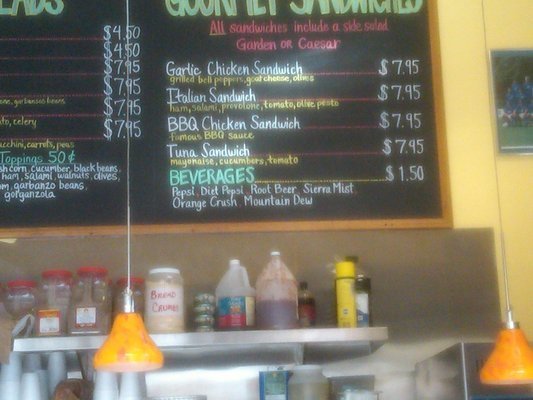 ADS
$4.50
$4.50
$7.95
$7.95
garbanzos beans
$7.95
celery
$7.95
carrots, peas
Toppings 50¢
corn, cucumber, black beans,
ham, salami, walnuts, olives,
garbanzo beans,
gorganzola
GOURMET SANDWICHES
All sandwiches include a side salad
Garden or Caesar
Garlic Chicken Sandwich $7.95
grilled bell peppers, goat cheese, olives
Italian Sandwich $7.95
ham, salami, provolone, tomato, olive pesto
BBQ Chicken Sandwich $7.95
famous BBQ sauce
Tuna Sandwich $7.95
mayonaise, cucumbers, tomato
BEVERAGES $1.50
Pepsi, Diet Pepsi, Root Beer, Sierra Mist
Orange Crush, Mountain Dew
BREAD
CRUMBS